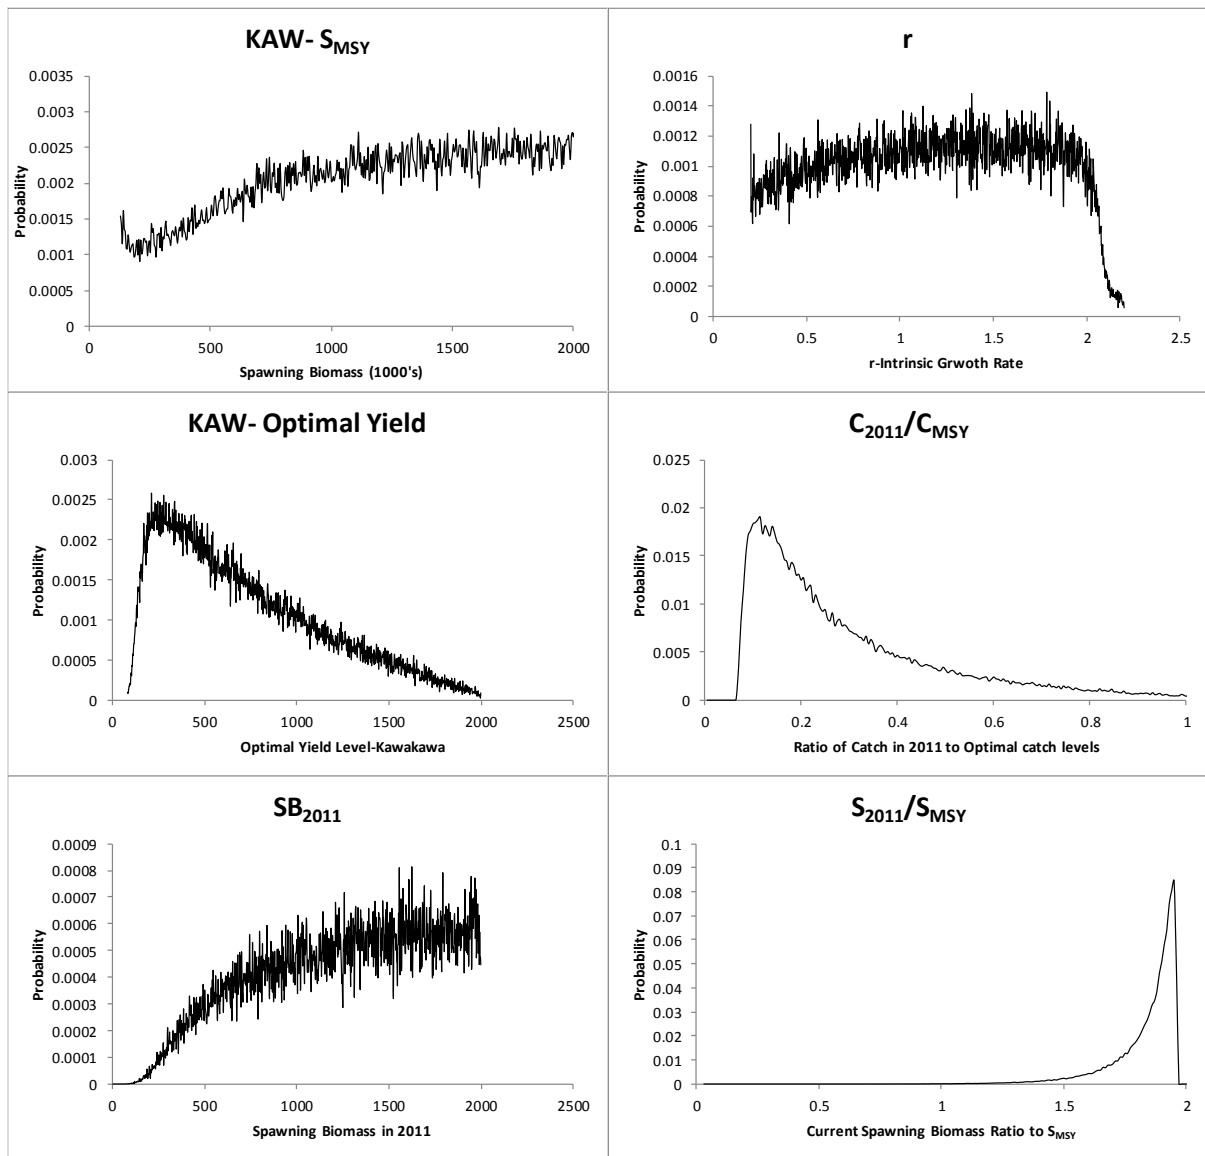 KAW- SMSY
0.0035
0.003
0.0025
0.002
0.0015
0.001
0.0005
0
Probability
0 500 1000 1500 2000
Spawning Biomass (1000's)
r
0.0016
0.0014
0.0012
0.001
0.0008
0.0006
0.0004
0.0002
0
Probability
0 0.5 1 1.5 2 2.5
r-Intrinsic Grwoth Rate
KAW- Optimal Yield
0.003
0.0025
0.002
0.0015
0.001
0.0005
0
Probability
0 500 1000 1500 2000 2500
Optimal Yield Level-Kawakawa
C2011/CMSY
0.025
0.02
0.015
0.01
0.005
0
Probability
0 0.2 0.4 0.6 0.8 1
Ratio of Catch in 2011 to Optimal catch levels
SB2011
0.0009
0.0008
0.0007
0.0006
0.0005
0.0004
0.0003
0.0002
0.0001
0
Probability
0 500 1000 1500 2000 2500
Spawning Biomass in 2011
S2011/SMSY
0.1
0.09
0.08
0.07
0.06
0.05
0.04
0.03
0.02
0.01
0
Probability
0 0.5 1 1.5 2
Current Spawning Biomass Ratio to SMSY